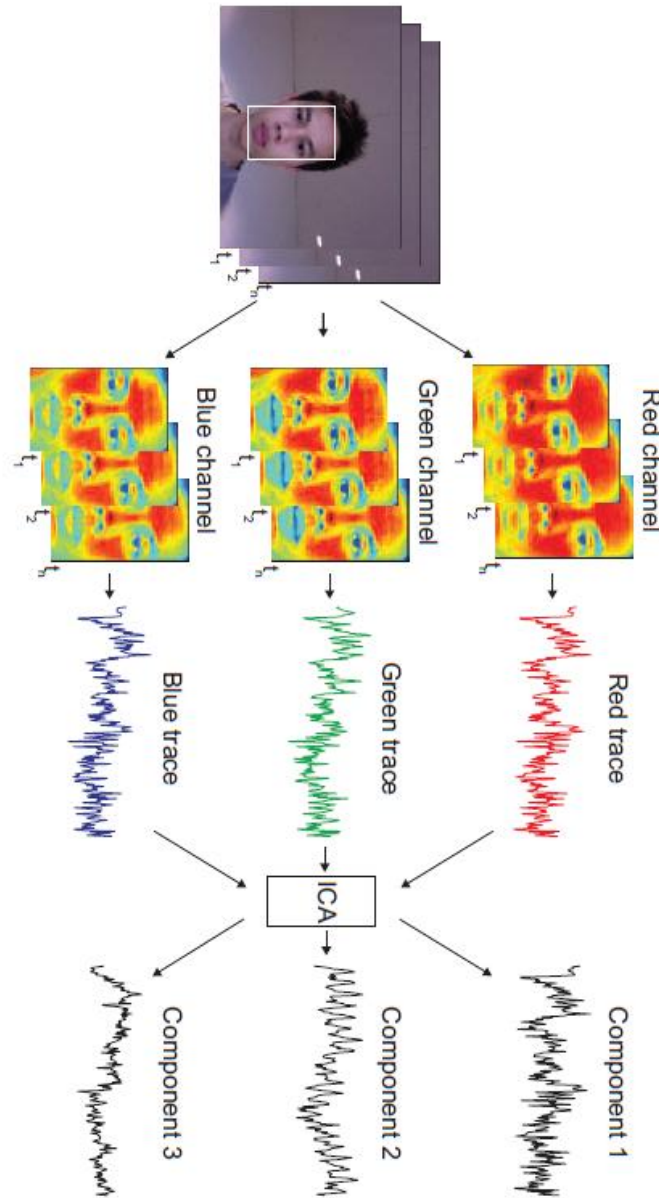 t1
t2
tn
Red channel
t1
t2
tn
Green channel
t1
t2
tn
Blue channel
t1
t2
tn
Red trace
Green trace
Blue trace
ICA
Component 1
Component 2
Component 3